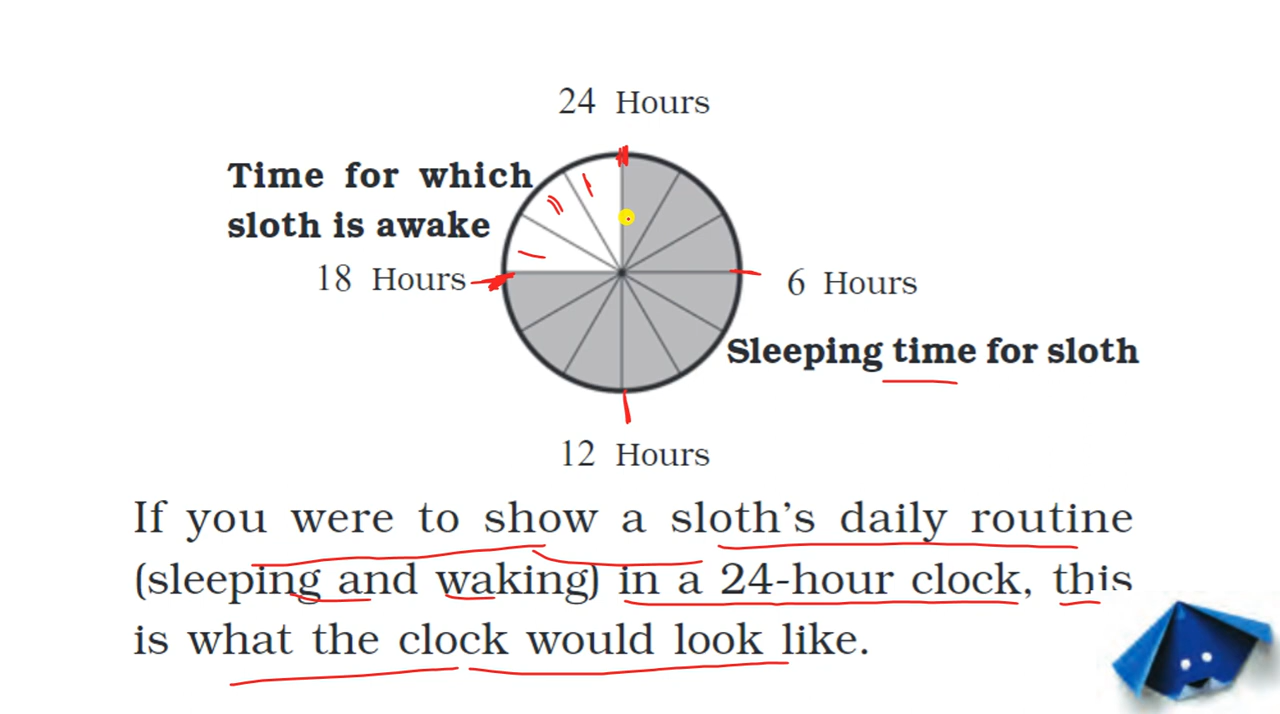 24 Hours
Time for which
sloth is awake
18 Hours
6 Hours
Sleeping time for sloth
12 Hours
If you were to show a sloth's daily routine
(sleeping and waking) in a 24-hour clock, this
is what the clock would look like.